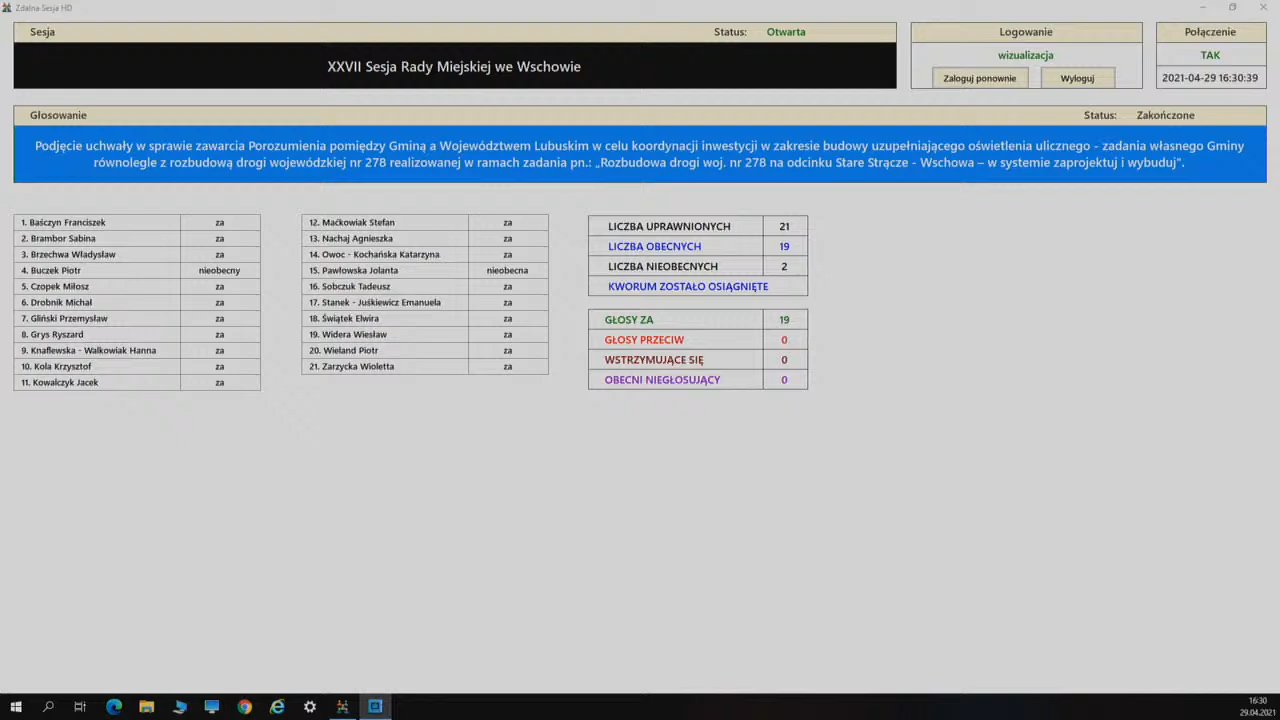 Zdalna Sesja HD
Sesja Status: Otwarta
XXVII Sesja Rady Miejskiej we Wschowie
Logowanie
wizualizacja
Zaloguj ponownie Wyloguj
Połączenie
TAK
2021-04-29 16:30:39
Głosowanie Status: Zakończone
Podjęcie uchwały w sprawie zawarcia Porozumienia pomiędzy Gminą a Województwem Lubuskim w celu koordynacji inwestycji w zakresie budowy uzupełniającego oświetlenia ulicznego - zadania własnego Gminy
równolegle z rozbudową drogi wojewódzkiej nr 278 realizowanej w ramach zadania pn.: „Rozbudowa drogi woj. nr 278 na odcinku Stare Strącze - Wschowa – w systemie zaprojektuj i wybuduj".
1. Baśczyn Franciszek za
2. Brambor Sabina za
3. Brzechwa Władysław za
4. Buczek Piotr nieobecny
5. Czopek Miłosz za
6. Drobnik Michał za
7. Gliński Przemysław za
8. Grys Ryszard za
9. Knaflewska - Walkowiak Hanna za
10. Kola Krzysztof za
11. Kowalczyk Jacek za
12. Maćkowiak Stefan za
13. Nachaj Agnieszka za
14. Owoc - Kochańska Katarzyna za
15. Pawłowska Jolanta nieobecna
16. Sobczuk Tadeusz za
17. Stanek - Juśkiewicz Emanuela za
18. Świątek Elwira za
19. Widera Wiesław za
20. Wieland Piotr za
21. Zarzycka Wioletta za
LICZBA UPRAWNIONYCH 21
LICZBA OBECNYCH 19
LICZBA NIEOBECNYCH 2
KWORUM ZOSTAŁO OSIĄGNIĘTE
GŁOSY ZA 19
GŁOSY PRZECIW 0
WSTRZYMUJĄCE SIĘ 0
OBECNI NIEGŁOSUJĄCY 0
16:30
29.04.2021